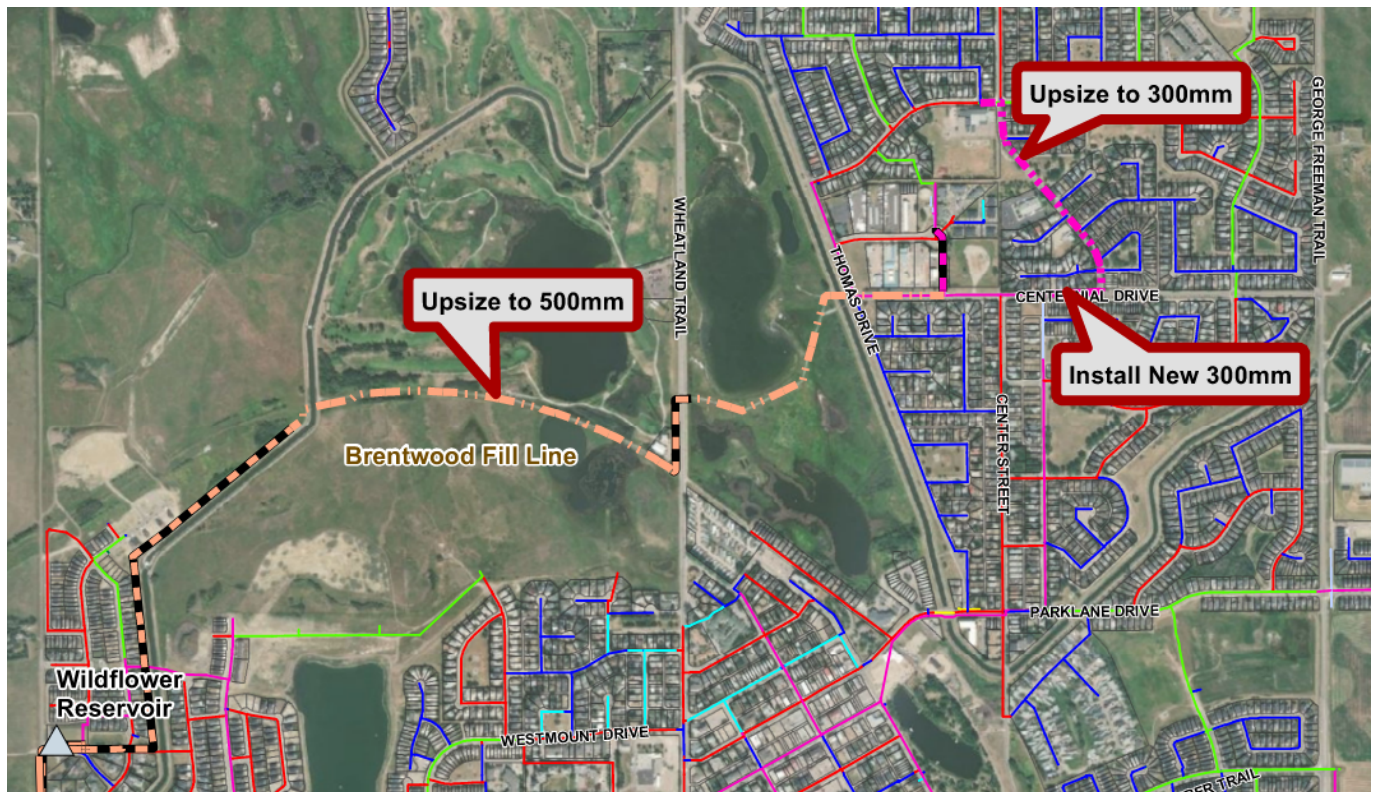 Upsize to 300mm
GEORGE FREEMAN TRAIL
WHEATLAND TRAIL
THOMAS DRIVE
Upsize to 500mm
CENTENNIAL DRIVE
Install New 300mm
CENTER STREET
Brentwood Fill Line
PARKLANE DRIVE
Wildflower
Reservoir
WESTMOUNT DRIVE
TRAIL